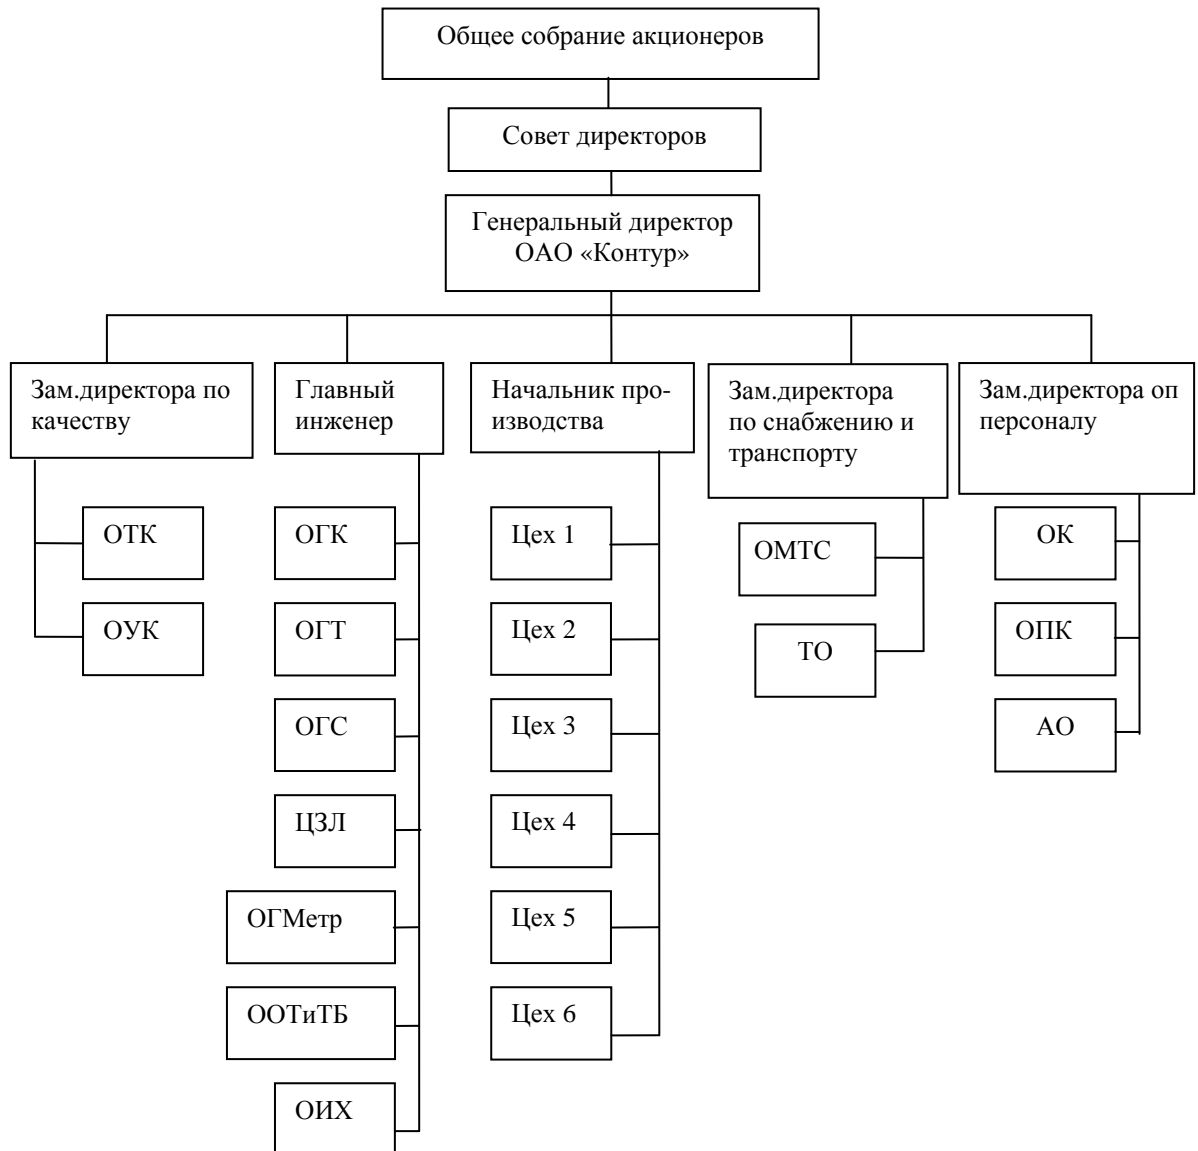 Общее собрание акционеров
Совет директоров
Генеральный директор
ОАО «Контур»
Зам.директора по
качеству
Главный
инженер
Начальник про-
изводства
Зам.директора
по снабжению и
транспорту
Зам.директора оп
персоналу
ОТК
ОУК
ОГК
ОГТ
ОГС
ЦЗЛ
ОГМетр
ООТиТБ
ОИХ
Цех 1
Цех 2
Цех 3
Цех 4
Цех 5
Цех 6
ОМТС
ТО
ОК
ОПК
АО